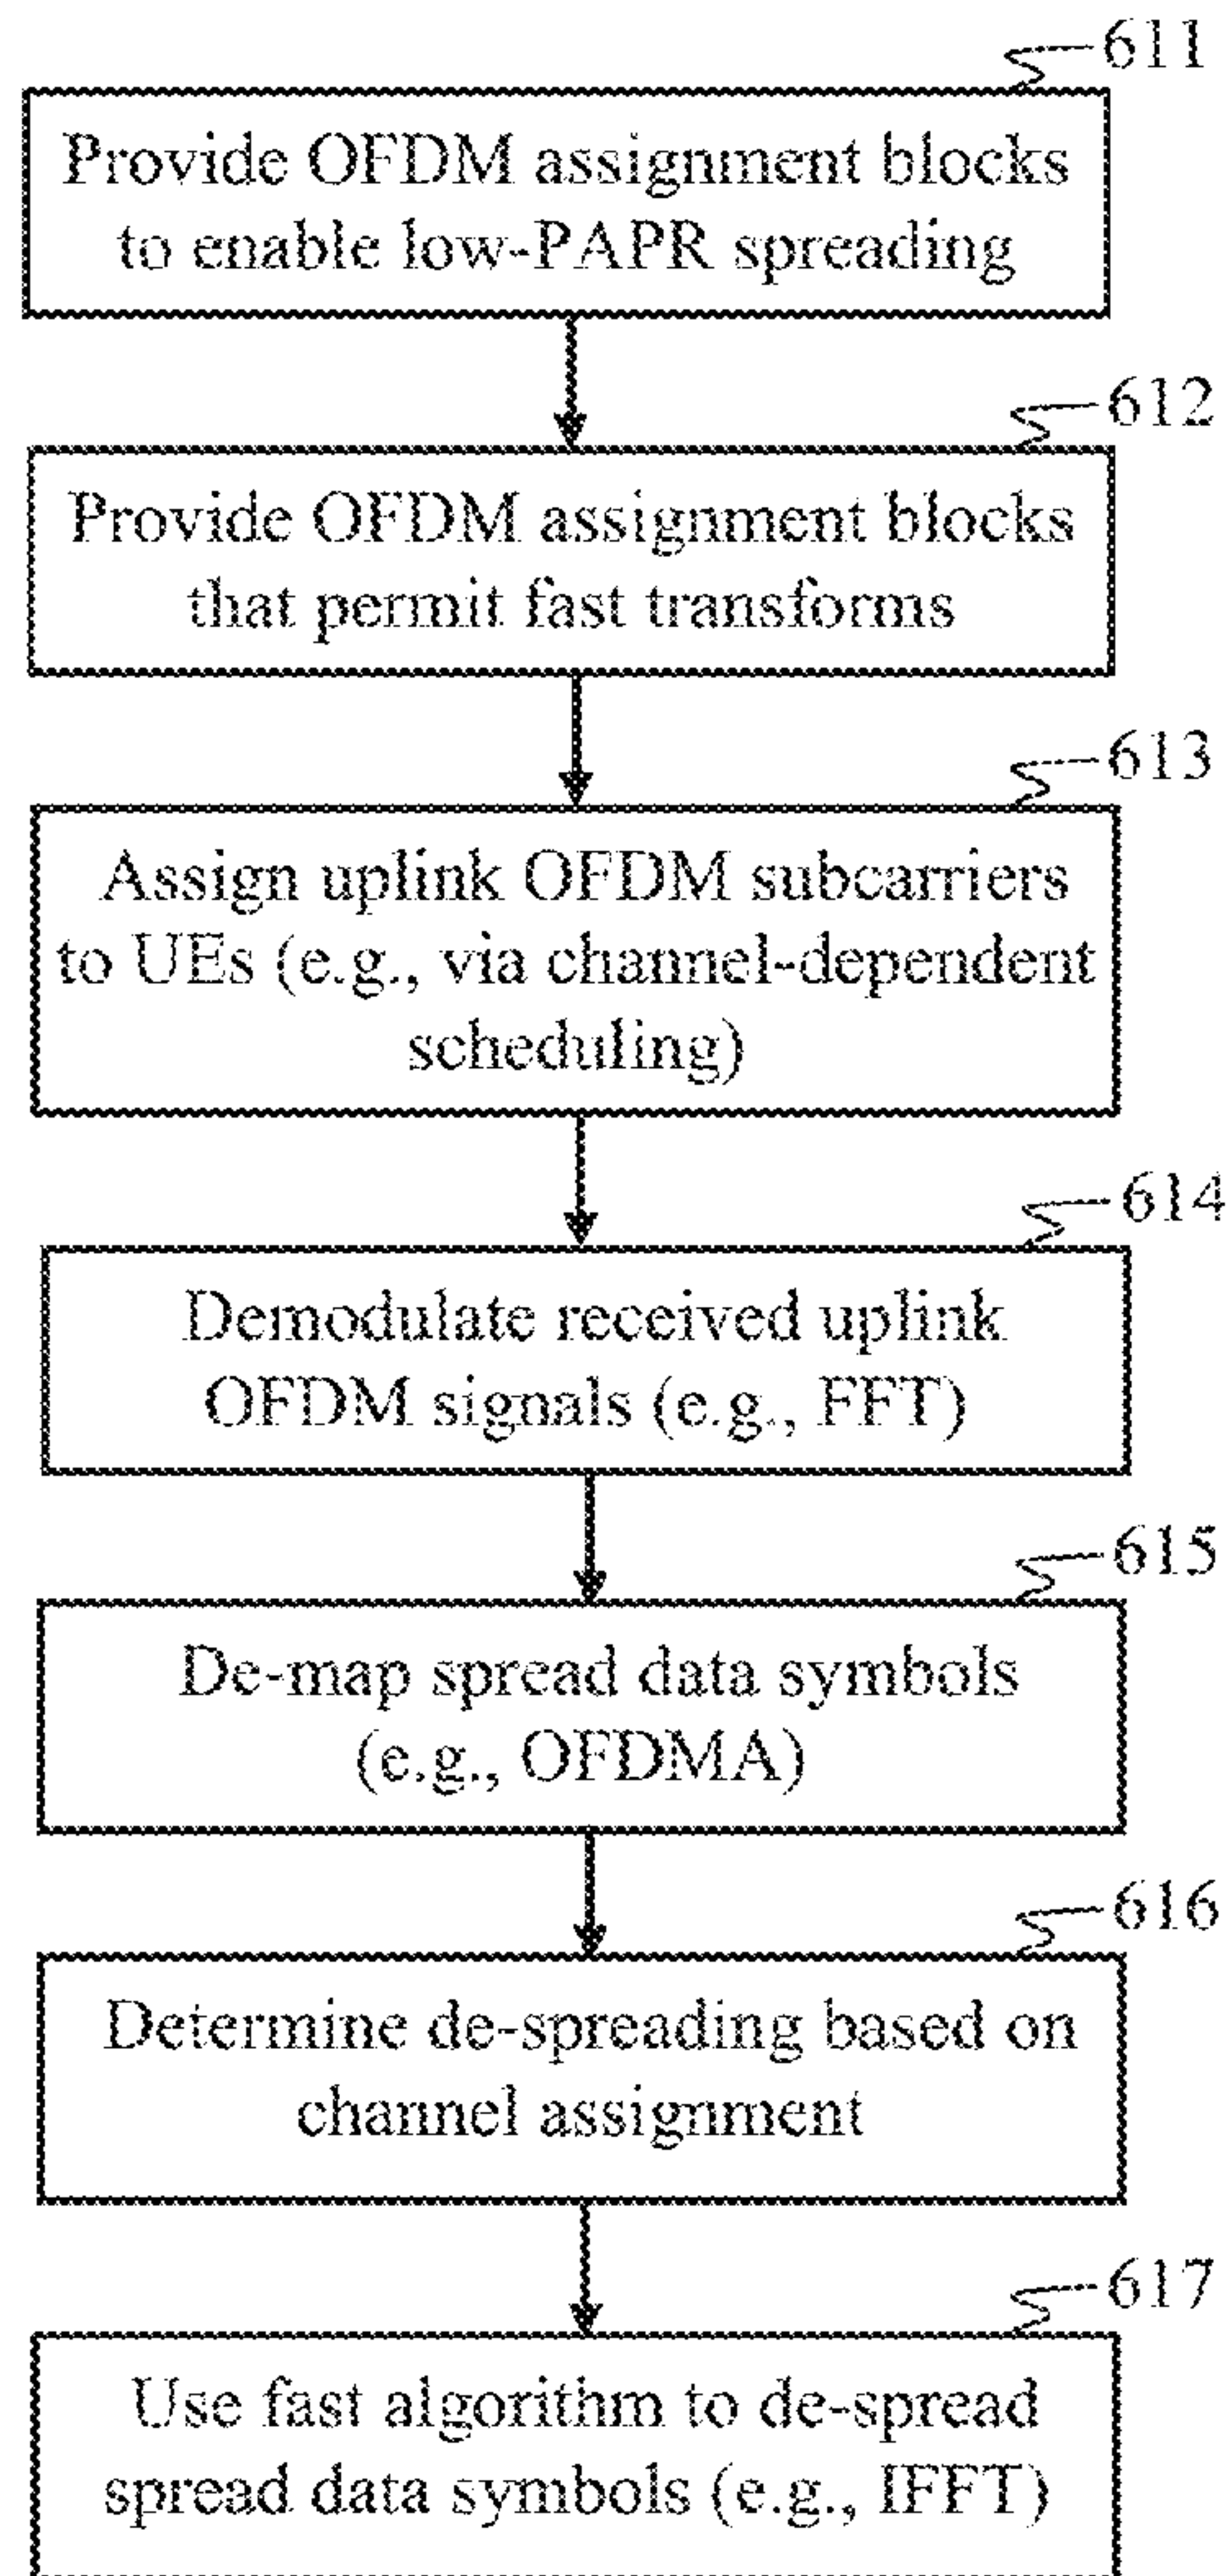 611
Provide OFDM assignment blocks
to enable low-PAPR spreading
612
Provide OFDM assignment blocks
that permit fast transforms
613
Assign uplink OFDM subcarriers
to UEs (e.g., via channel-dependent
scheduling)
614
Demodulate received uplink
OFDM signals (e.g., FFT)
615
De-map spread data symbols
(e.g., OFDMA)
616
Determine de-spreading based on
channel assignment
617
Use fast algorithm to de-spread
spread data symbols (e.g., IFFT)